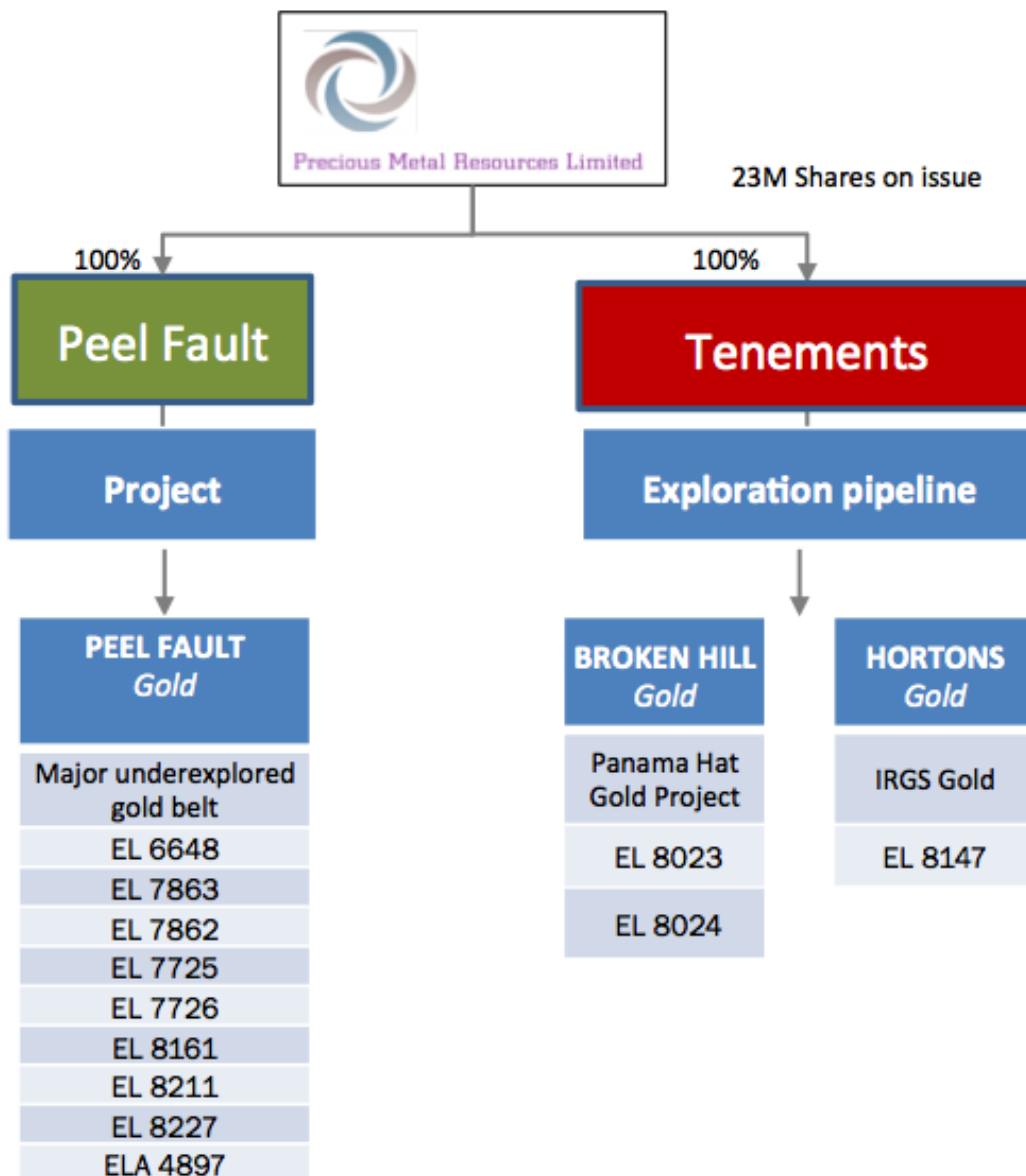 Precious Metal Resources Limited
23M Shares on issue
100%
100%
Peel Fault
Tenements
Project
Exploration pipeline
PEEL FAULT
Gold
Major underexplored
gold belt
EL 6648
EL 7863
EL 7862
EL 7725
EL 7726
EL 8161
EL 8211
EL 8227
ELA 4897
BROKEN HILL
Gold
Panama Hat
Gold Project
EL 8023
EL 8024
HORTONS
Gold
IRGS Gold
EL 8147